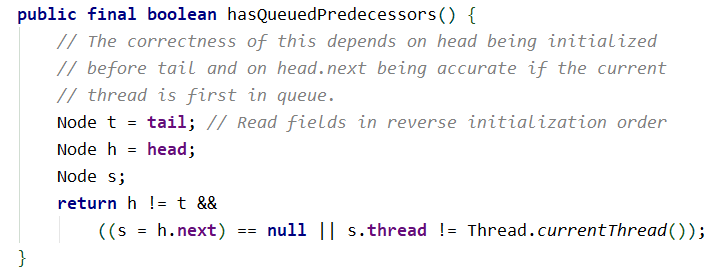 public final boolean hasQueuedPredecessors() {
// The correctness of this depends on head being initialized
// before tail and on head.next being accurate if the current
// thread is first in queue.
Node t = tail; // Read fields in reverse initialization order
Node h = head;
Node s;
return h != t &&
((s = h.next) == null || s.thread != Thread.currentThread());
}